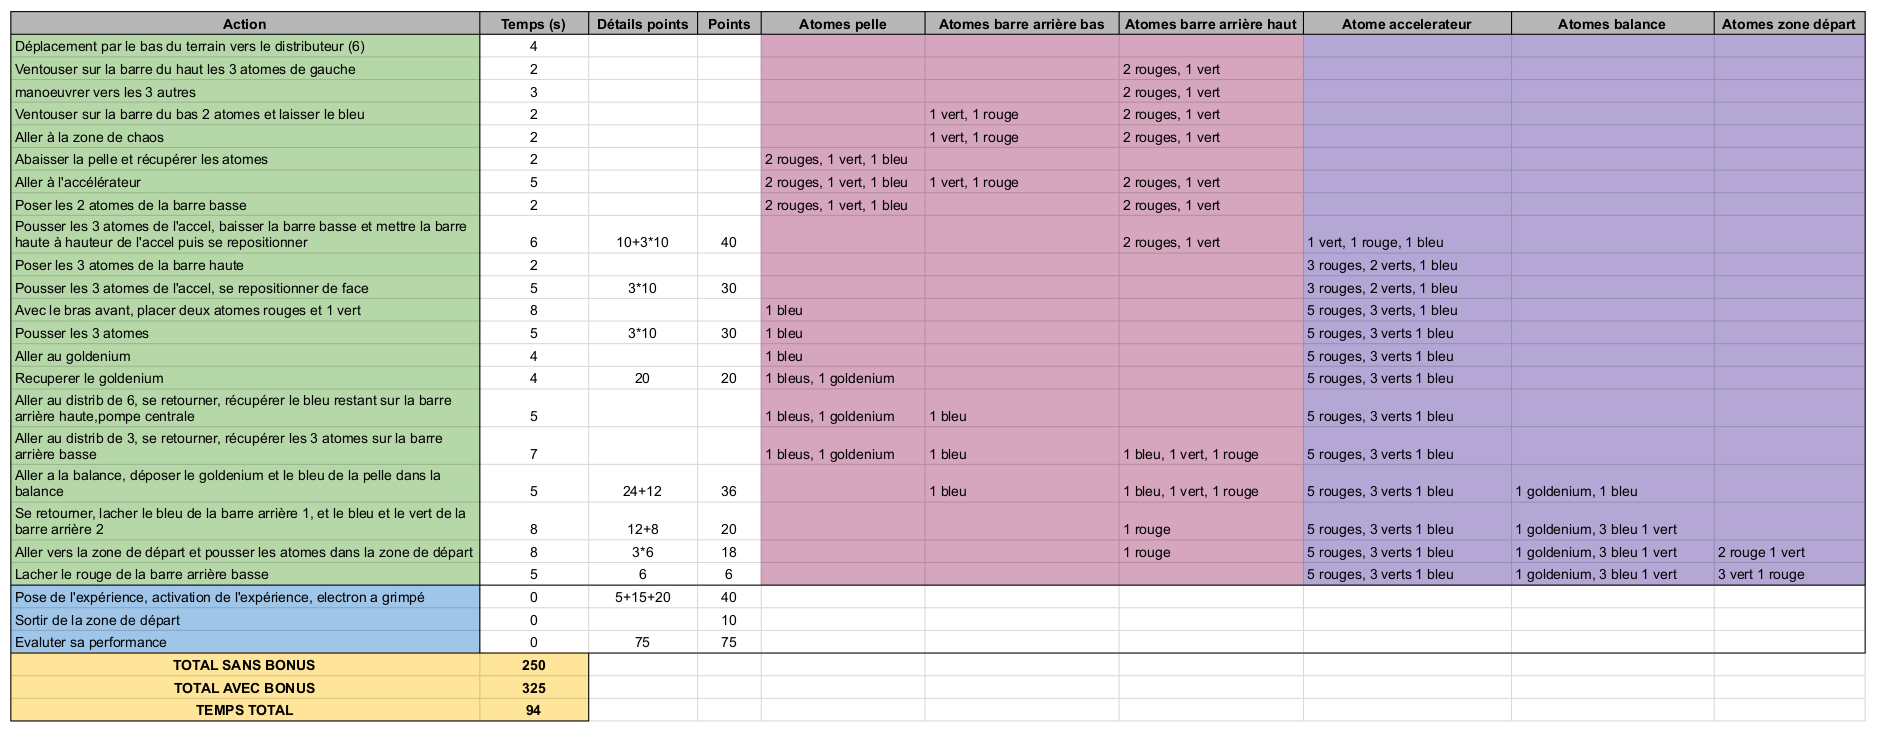 Action Temps (s) Détails points Points Atomes pelle Atomes barre arrière bas Atomes barre arrière haut Atome accelerateur Atomes balance Atomes zone départ
Déplacement par le bas du terrain vers le distributeur (6) 4
Ventouser sur la barre du haut les 3 atomes de gauche 2 2 rouges, 1 vert
manoeuvrer vers les 3 autres 3 2 rouges, 1 vert
Ventouser sur la barre du bas 2 atomes et laisser le bleu 2 1 vert, 1 rouge 2 rouges, 1 vert
Aller à la zone de chaos 2 1 vert, 1 rouge 2 rouges, 1 vert
Abaisser la pelle et récupérer les atomes 2 2 rouges, 1 vert, 1 bleu
Aller à l'accélérateur 5 2 rouges, 1 vert, 1 bleu 1 vert, 1 rouge 2 rouges, 1 vert
Poser les 2 atomes de la barre basse 2 2 rouges, 1 vert, 1 bleu 2 rouges, 1 vert
Pousser les 3 atomes de l'accel, baisser la barre basse et mettre la barre
haute à hauteur de l'accel puis se repositionner 6 10+3*10 40 2 rouges, 1 vert 1 vert, 1 rouge, 1 bleu
Poser les 3 atomes de la barre haute 2 3 rouges, 2 verts, 1 bleu
Pousser les 3 atomes de l'accel, se repositionner de face 5 3*10 30 3 rouges, 2 verts, 1 bleu
Avec le bras avant, placer deux atomes rouges et 1 vert 8 1 bleu 5 rouges, 3 verts, 1 bleu
Pousser les 3 atomes 5 3*10 30 1 bleu 5 rouges, 3 verts 1 bleu
Aller au goldenium 4 1 bleu 5 rouges, 3 verts 1 bleu
Recuperer le goldenium 4 20 20 1 bleus, 1 goldenium 5 rouges, 3 verts 1 bleu
Aller au distrib de 6, se retourner, récupérer le bleu restant sur la barre
arrière haute,pompe centrale 5 1 bleus, 1 goldenium 1 bleu 5 rouges, 3 verts 1 bleu
Aller au distrib de 3, se retourner, récupérer les 3 atomes sur la barre
arrière basse 7 1 bleus, 1 goldenium 1 bleu 1 bleu, 1 vert, 1 rouge 5 rouges, 3 verts 1 bleu
Aller a la balance, déposer le goldenium et le bleu de la pelle dans la
balance 5 24+12 36 1 bleu 1 bleu, 1 vert, 1 rouge 5 rouges, 3 verts 1 bleu 1 goldenium, 1 bleu
Se retourner, lacher le bleu de la barre arrière 1, et le bleu et le vert de la
barre arrière 2 8 12+8 20 1 rouge 5 rouges, 3 verts 1 bleu 1 goldenium, 3 bleu 1 vert
Aller vers la zone de départ et pousser les atomes dans la zone de départ 8 3*6 18 1 rouge 5 rouges, 3 verts 1 bleu 1 goldenium, 3 bleu 1 vert 2 rouge 1 vert
Lacher le rouge de la barre arrière basse 5 6 6 5 rouges, 3 verts 1 bleu 1 goldenium, 3 bleu 1 vert 3 vert 1 rouge
Pose de l'expérience, activation de l'expérience, electron a grimpé 0 5+15+20 40
Sortir de la zone de départ 0 10
Evaluter sa performance 0 75 75
TOTAL SANS BONUS 250
TOTAL AVEC BONUS 325
TEMPS TOTAL 94